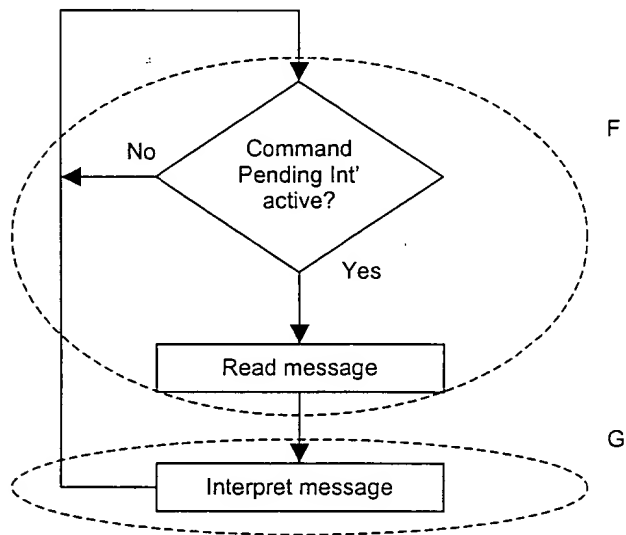 F
No
Command
Pending Int'
active?
Yes
Read message
G
Interpret message